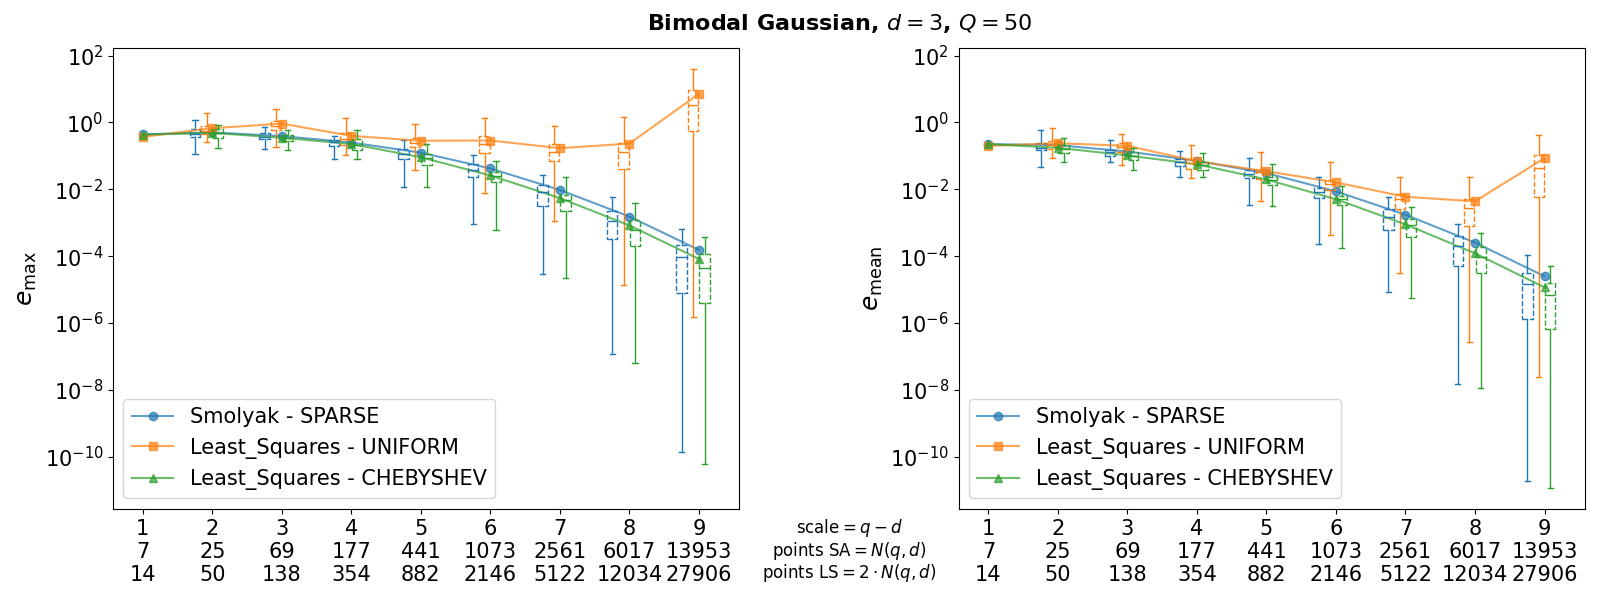 Bimodal Gaussian, d = 3, Q = 50
10^2
10^0
10^-2
10^-4
10^-6
10^-8
10^-10
e_max
Smolyak - SPARSE
Least_Squares - UNIFORM
Least_Squares - CHEBYSHEV
1 2 3 4 5 6 7 8 9
7 25 69 177 441 1073 2561 6017 13953
14 50 138 354 882 2146 5122 12034 27906
scale = q − d
points SA = N(q, d)
points LS = 2 · N(q, d)
10^2
10^0
10^-2
10^-4
10^-6
10^-8
10^-10
e_mean
Smolyak - SPARSE
Least_Squares - UNIFORM
Least_Squares - CHEBYSHEV
1 2 3 4 5 6 7 8 9
7 25 69 177 441 1073 2561 6017 13953
14 50 138 354 882 2146 5122 12034 27906